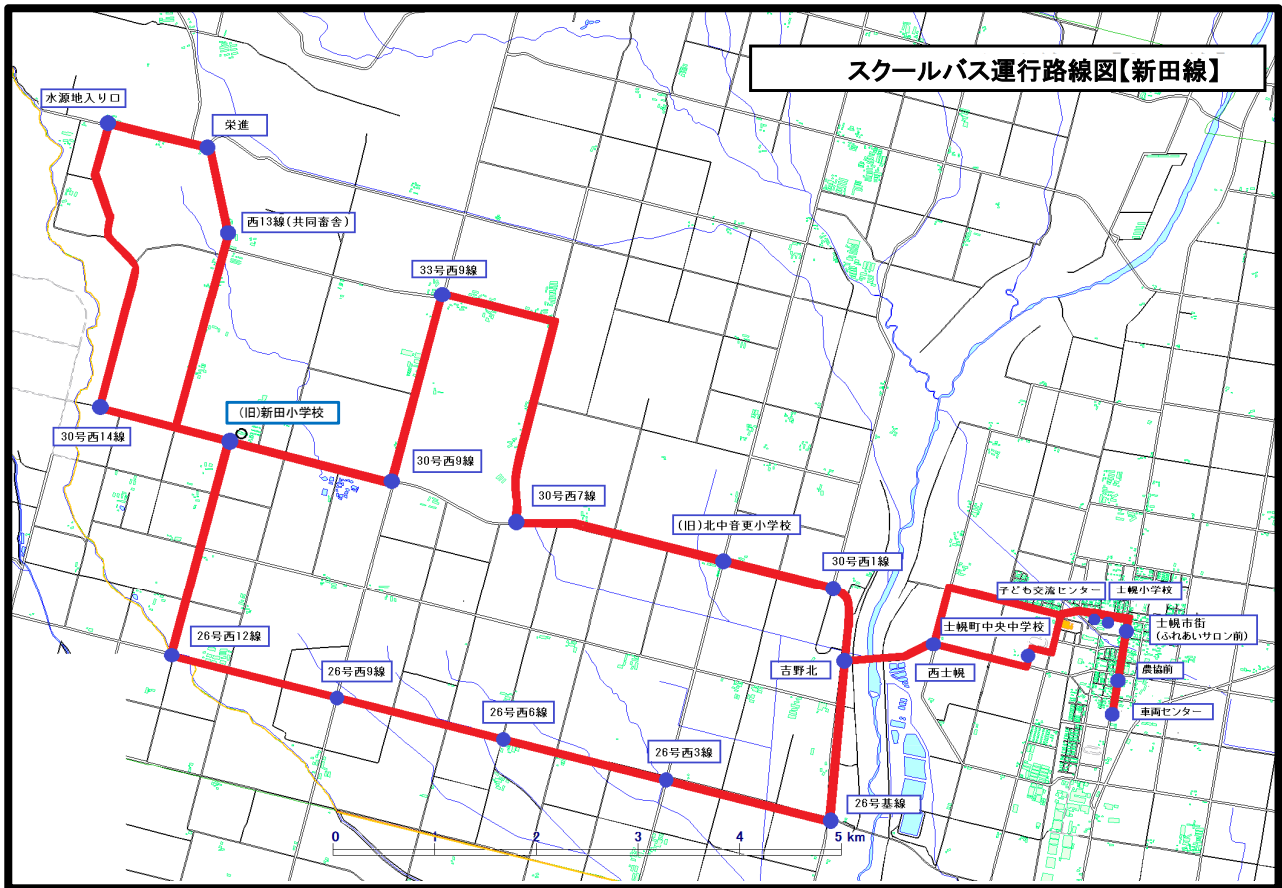 スクールバス運行路線図【新田線】
水源地入り口
栄進
西13線(共同畜舎)
33号西9線
(旧)新田小学校
30号西14線
30号西9線
30号西7線
(旧)北中音更小学校
30号西1線
子ども交流センター
士幌小学校
士幌町中央中学校
士幌市街
(ふれあいサロン前)
26号西12線
吉野北
西士幌
農協前
26号西9線
車両センター
26号西6線
26号西3線
26号基線
0 1 2 3 4 5 km